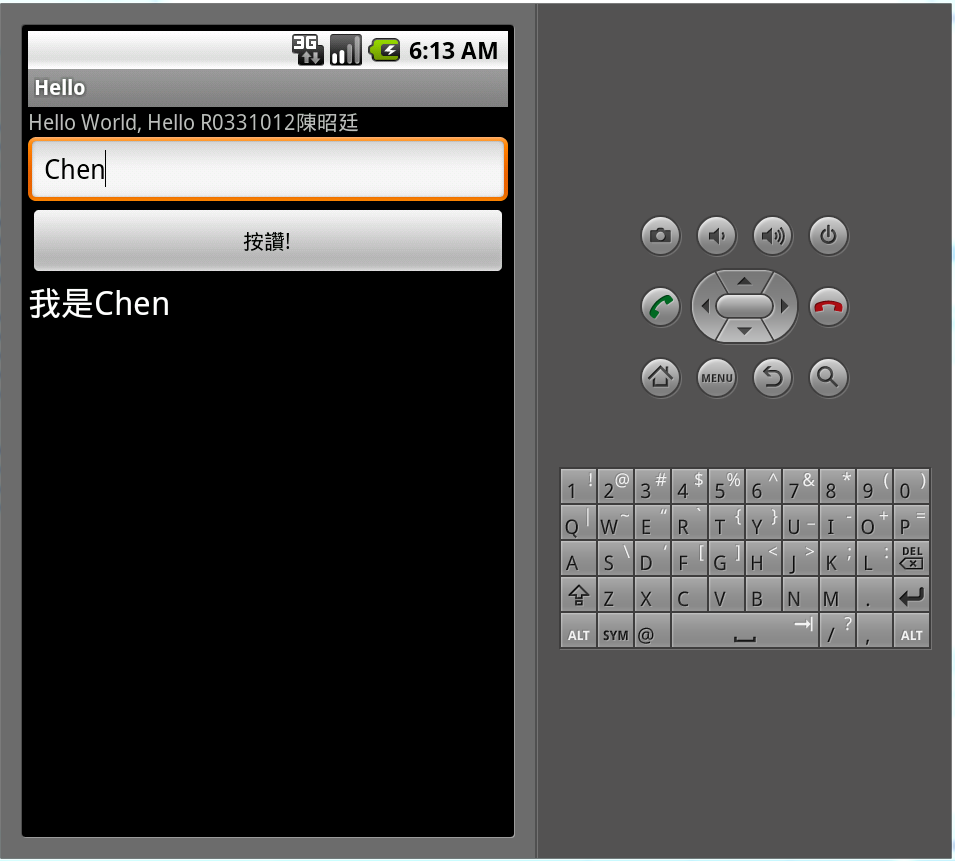 3G 6:13 AM
Hello
Hello World, Hello R0331012陳昭廷
Chen
按讚!
我是Chen
MENU
1 ! 2 @ 3 # 4 $ 5 % 6 ^ 7 & 8 * 9 ( 0 )
Q | W ~ E “ R ` T { Y } U _ I - O + P =
A S \ D ‘ F [ G ] H < J > K ; L : DEL
Z X C V B N M .
ALT SYM @ / ? , ALT